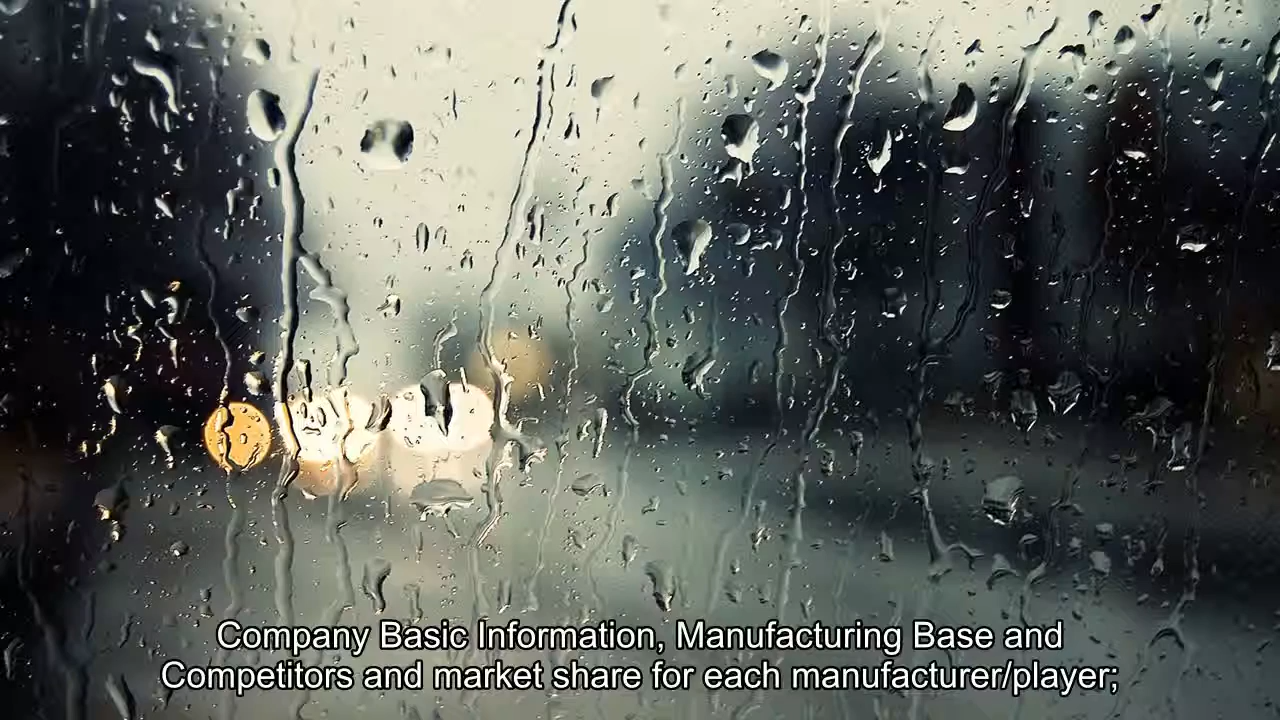 Company Basic Information, Manufacturing Base and
Competitors and market share for each manufacturer/player;